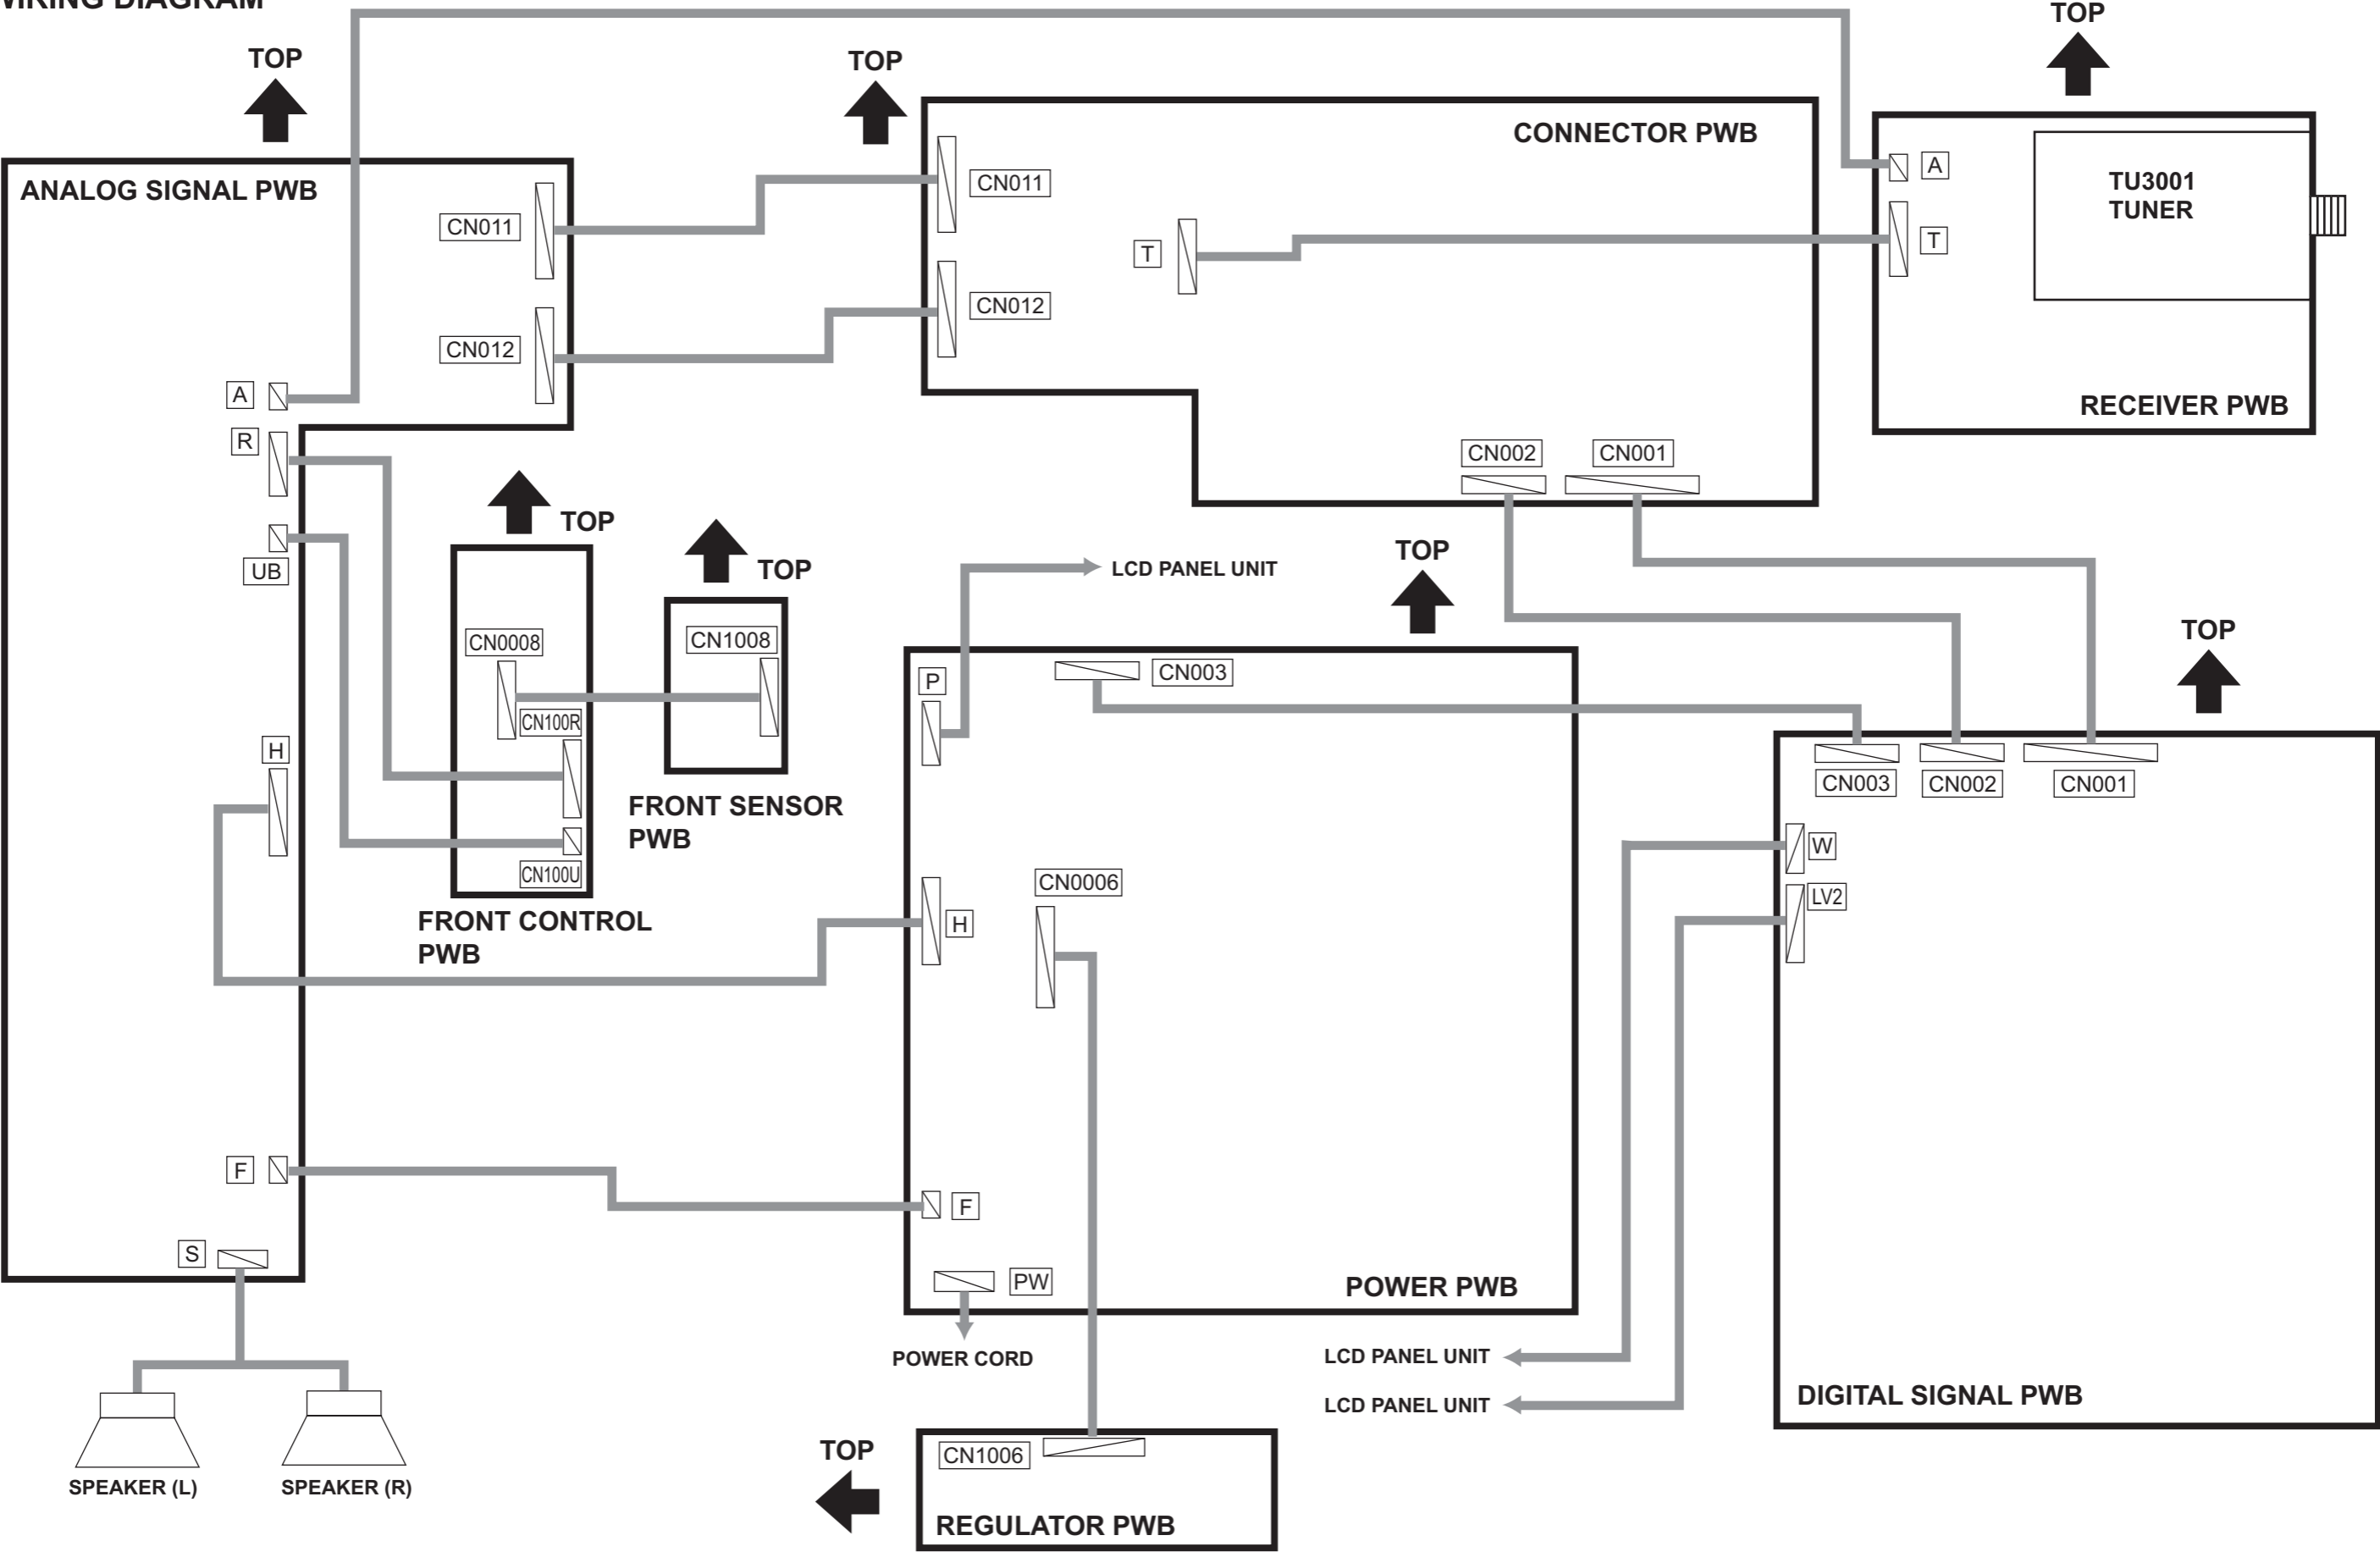 WIRING DIAGRAM
TOP
TOP
TOP
ANALOG SIGNAL PWB
CN011
CN012
A
R
UB
H
F
S
SPEAKER (L)
SPEAKER (R)
CONNECTOR PWB
CN011
CN012
T
CN002
CN001
A
T
TU3001
TUNER
RECEIVER PWB
TOP
CN0008
CN100R
CN100U
FRONT CONTROL
PWB
TOP
CN1008
FRONT SENSOR
PWB
LCD PANEL UNIT
TOP
P
CN003
H
CN0006
F
PW
POWER PWB
POWER CORD
TOP
CN003
CN002
CN001
W
LV2
LCD PANEL UNIT
LCD PANEL UNIT
DIGITAL SIGNAL PWB
TOP
CN1006
REGULATOR PWB